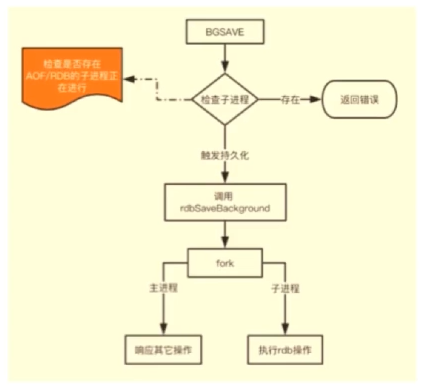 BGSAVE
检查是否存在
AOF/RDB的子进程正
在进行
检查子进程
存在
返回错误
触发持久化
调用
rdbSaveBackground
fork
主进程
子进程
响应其它操作
执行rdb操作